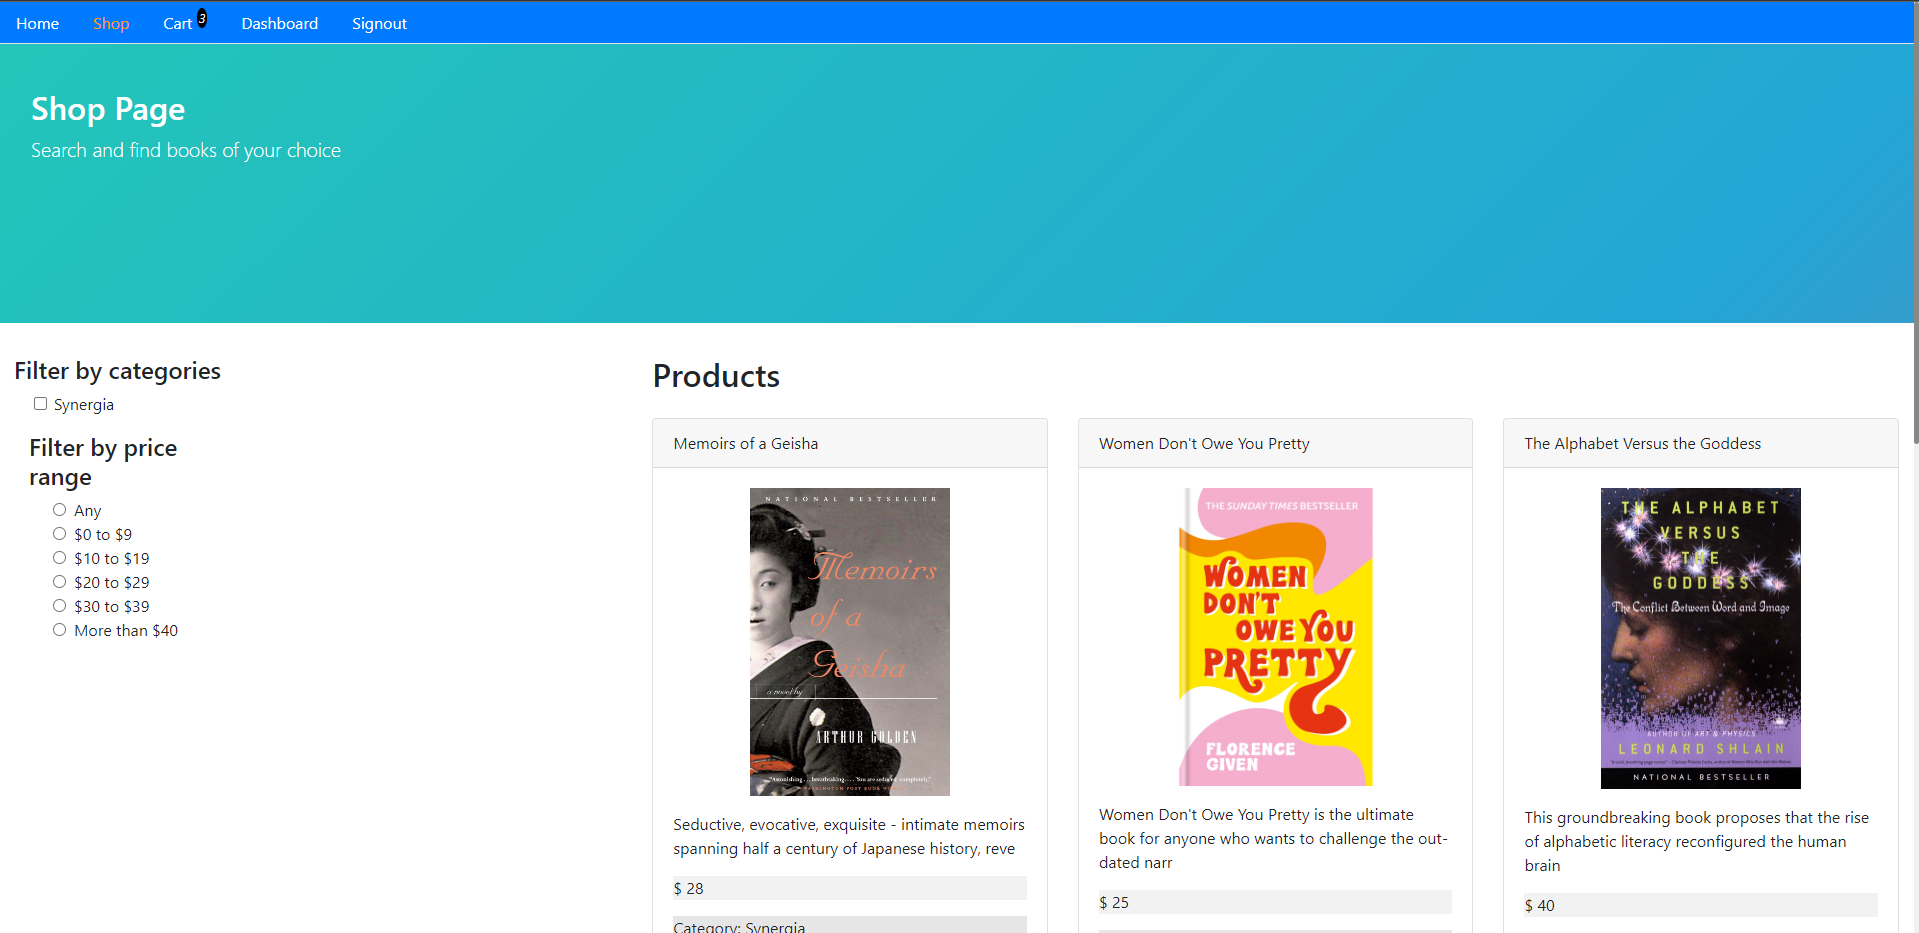 Home Shop Cart 3 Dashboard Signout
Shop Page
Search and find books of your choice
Filter by categories
Synergia
Filter by price
range
Any
$0 to $9
$10 to $19
$20 to $29
$30 to $39
More than $40
Products
Memoirs of a Geisha
NATIONAL BESTSELLER
Memoirs
of a
Geisha
a novel by
ARTHUR GOLDEN
"Astonishing . . . breathtaking. . . . You are seduced completely."
Seductive, evocative, exquisite - intimate memoirs
spanning half a century of Japanese history, reve
$ 28
Category: Synergia
Women Don't Owe You Pretty
THE SUNDAY TIMES BESTSELLER
WOMEN
DON'T
OWE YOU
PRETTY
FLORENCE
GIVEN
Women Don't Owe You Pretty is the ultimate
book for anyone who wants to challenge the out-
dated narr
$ 25
The Alphabet Versus the Goddess
THE ALPHABET
VERSUS
THE
GODDESS
The Conflict Between Word and Image
AUTHOR OF ART & PHYSICS
LEONARD SHLAIN
NATIONAL BESTSELLER
This groundbreaking book proposes that the rise
of alphabetic literacy reconfigured the human
brain
$ 40